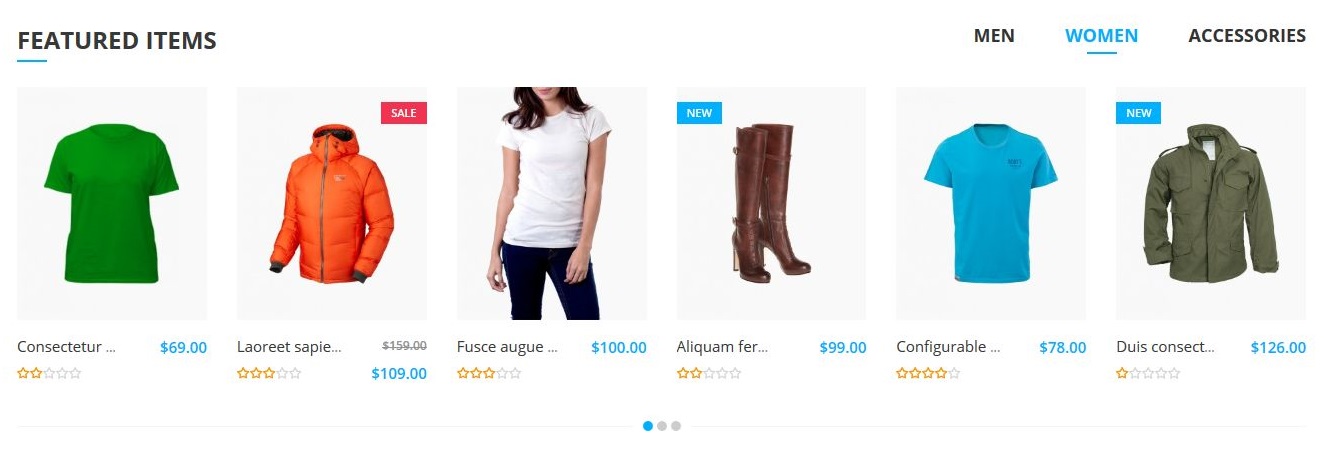 FEATURED ITEMS
MEN
WOMEN
ACCESSORIES
SALE
NEW
NEW
Consectetur ...
$69.00
Laoreet sapie...
$159.00
$109.00
Fusce augue ...
$100.00
Aliquam fer...
$99.00
Configurable ...
$78.00
Duis consect...
$126.00